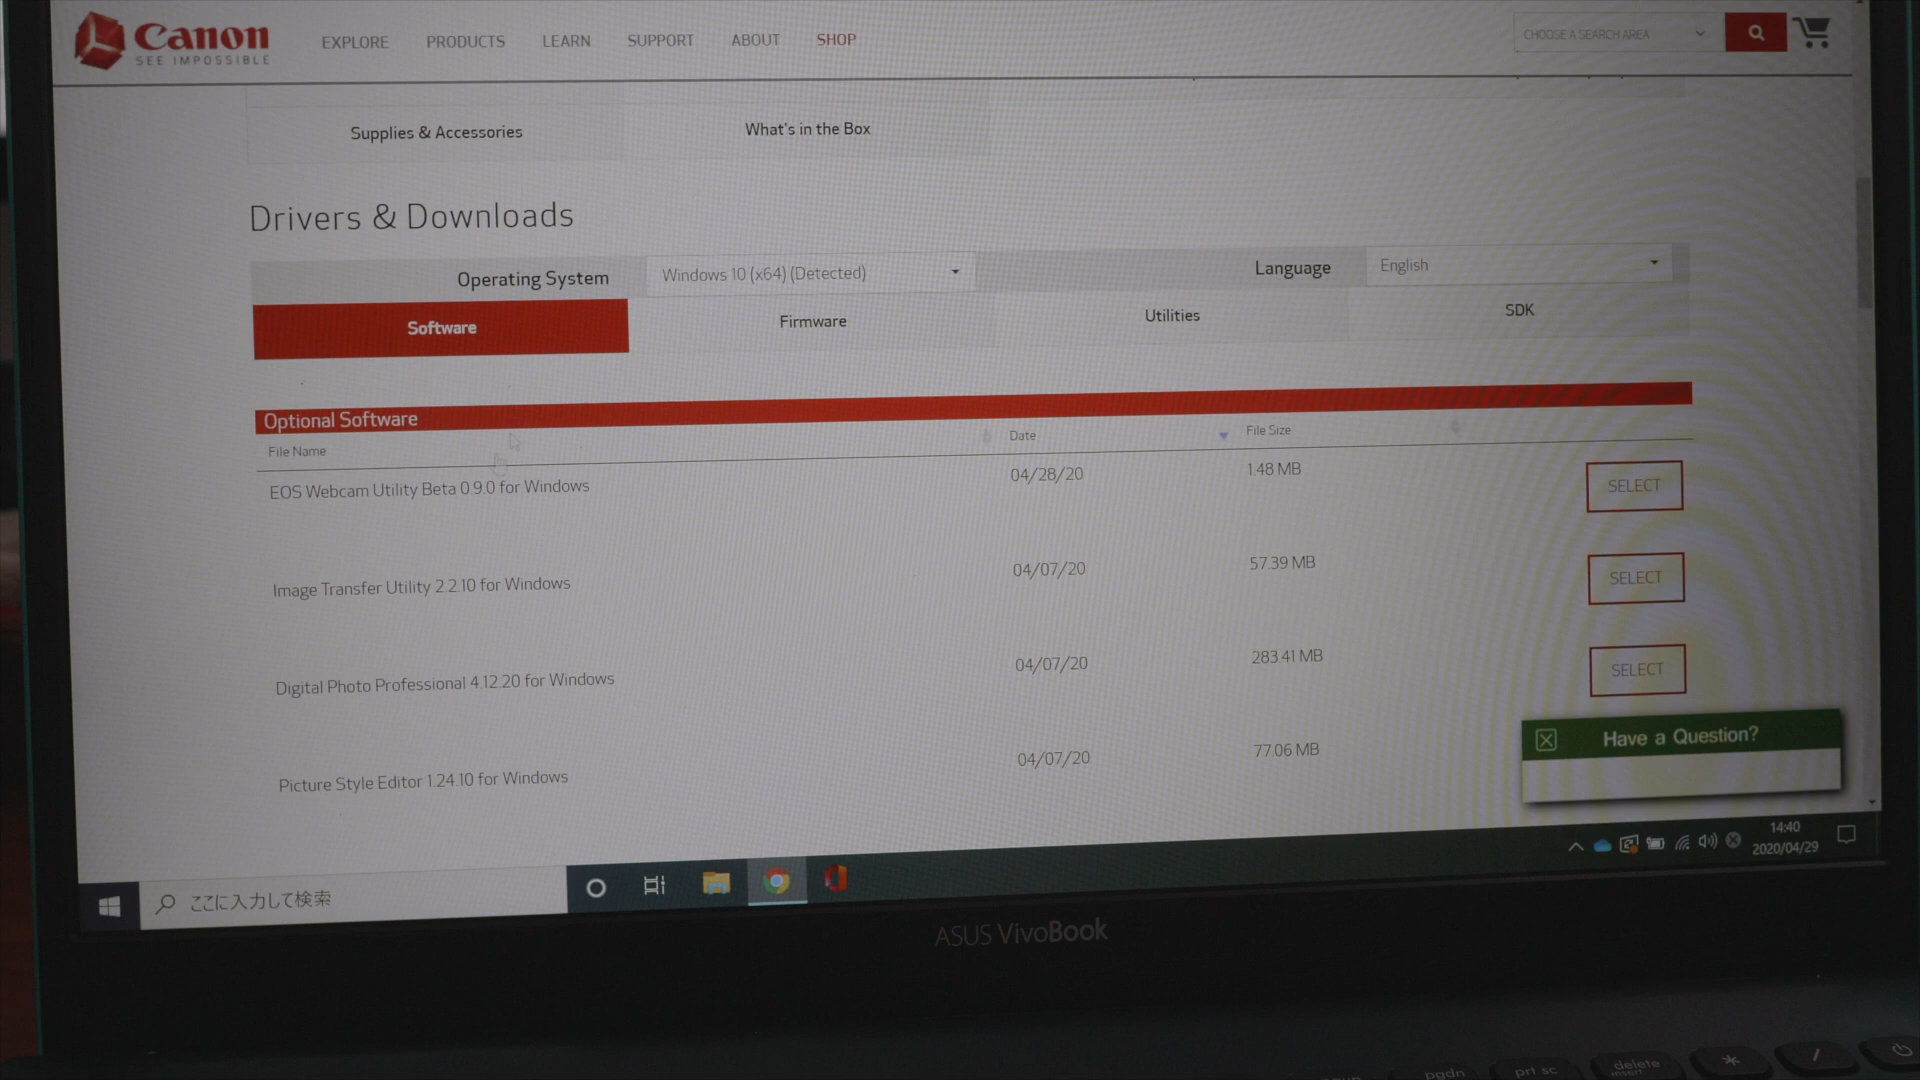 Canon
SEE IMPOSSIBLE
EXPLORE PRODUCTS LEARN SUPPORT ABOUT SHOP
CHOOSE A SEARCH AREA
Supplies & Accessories What's in the Box
Drivers & Downloads
Operating System Windows 10 (x64) (Detected) Language English
Software Firmware Utilities SDK
Optional Software
File Name Date File Size
EOS Webcam Utility Beta 0.9.0 for Windows 04/28/20 1.48 MB SELECT
Image Transfer Utility 2.2.10 for Windows 04/07/20 57.39 MB SELECT
Digital Photo Professional 4.12.20 for Windows 04/07/20 283.41 MB SELECT
Picture Style Editor 1.24.10 for Windows 04/07/20 77.06 MB
Have a Question?
ここに入力して検索
14:40
2020/04/29
ASUS VivoBook
pgdn prt sc delete * /
insert